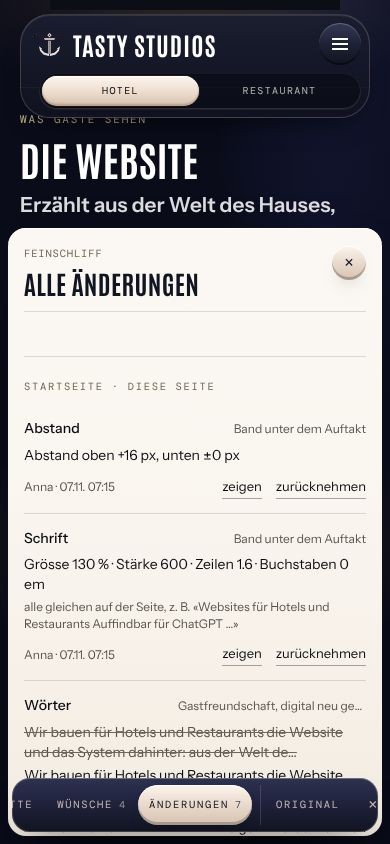 TASTY STUDIOS
HOTEL
RESTAURANT
WAS GÄSTE SEHEN
DIE WEBSITE
Erzählt aus der Welt des Hauses,
FEINSCHLIFF
ALLE ÄNDERUNGEN
×
STARTSEITE · DIESE SEITE
Abstand
Band unter dem Auftakt
Abstand oben +16 px, unten ±0 px
Anna · 07.11. 07:15
zeigen
zurücknehmen
Schrift
Band unter dem Auftakt
Grösse 130 % · Stärke 600 · Zeilen 1.6 · Buchstaben 0
em
alle gleichen auf der Seite, z. B. «Websites für Hotels und
Restaurants Auffindbar für ChatGPT …»
Anna · 07.11. 07:15
zeigen
zurücknehmen
Wörter
Gastfreundschaft, digital neu ge…
Wir bauen für Hotels und Restaurants die Website
und das System dahinter: aus der Welt de…
Wir bauen für Hotels und Restaurants die Website
TE
WÜNSCHE 4
ÄNDERUNGEN 7
ORIGINAL
×